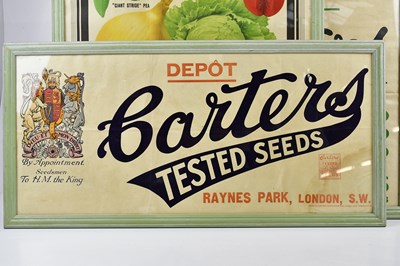 "GIANT STRIDE" PEA
DEPÔT
Carters
TESTED SEEDS
By Appointment
Seedsmen
To H.M. the King
RAYNES PARK, LONDON, S.W.